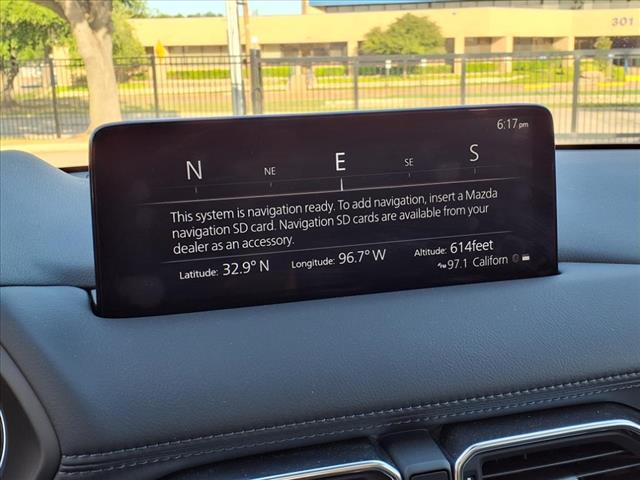 301
6:17pm
N NE E SE S
This system is navigation ready. To add navigation, insert a Mazda
navigation SD card. Navigation SD cards are available from your
dealer as an accessory.
Latitude: 32.9° N Longitude: 96.7° W Altitude: 614feet
97.1 Californ